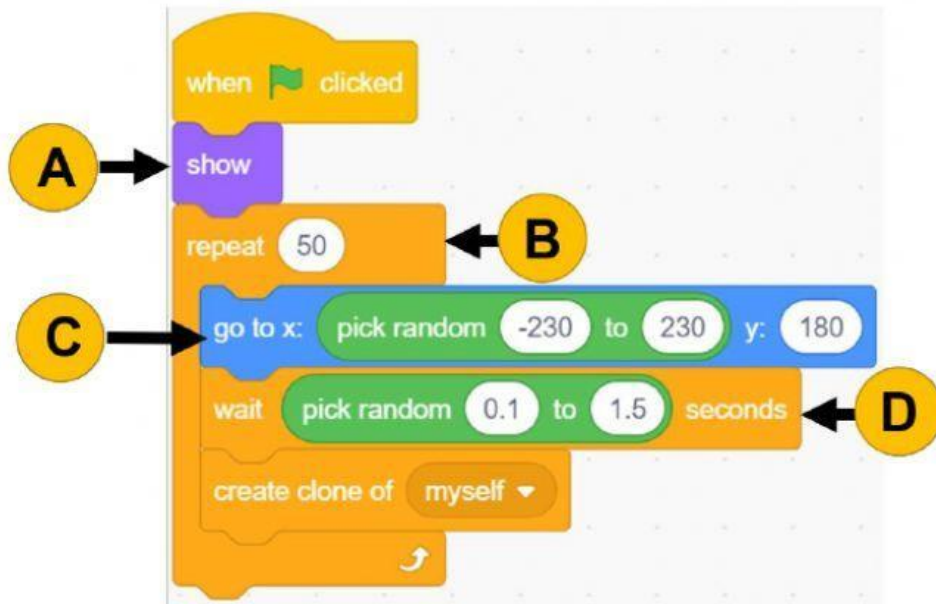 when clicked
A
show
B
repeat 50
C
go to x: pick random -230 to 230 y: 180
wait pick random 0.1 to 1.5 seconds
D
create clone of myself